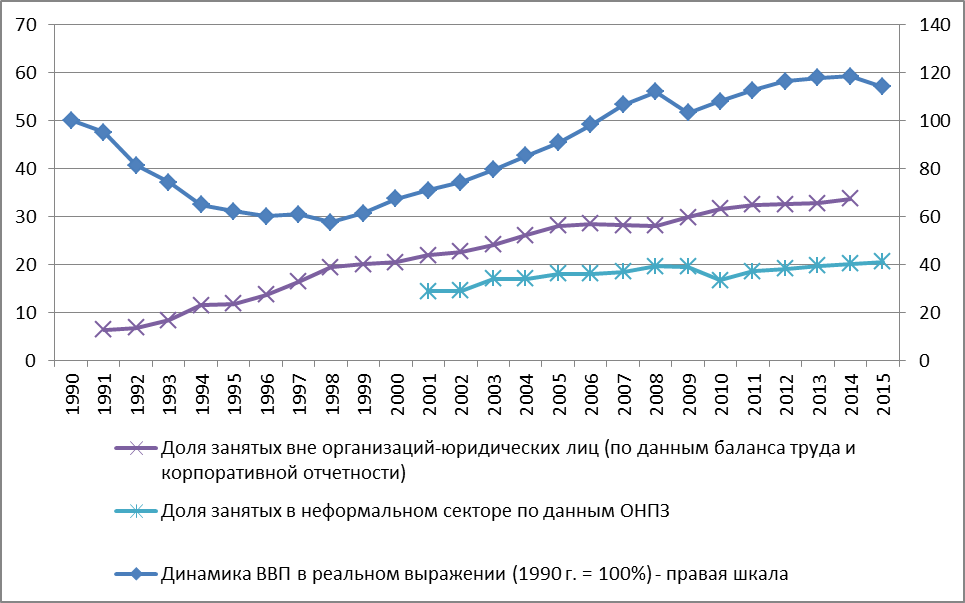 70 140
60 120
50 100
40 80
30 60
20 40
10 20
0 0
1990 1991 1992 1993 1994 1995 1996 1997 1998 1999 2000 2001 2002 2003 2004 2005 2006 2007 2008 2009 2010 2011 2012 2013 2014 2015
Доля занятых вне организаций-юридических лиц (по данным баланса труда и
корпоративной отчетности)
Доля занятых в неформальном секторе по данным ОНПЗ
Динамика ВВП в реальном выражении (1990 г. = 100%) - правая шкала